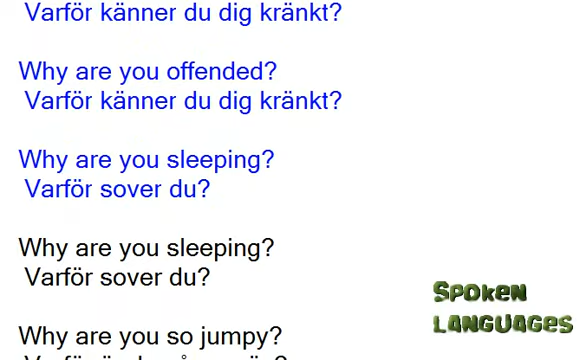 Varför känner du dig kränkt?
Why are you offended?
Varför känner du dig kränkt?
Why are you sleeping?
Varför sover du?
Why are you sleeping?
Varför sover du?
Spoken
Languages
Why are you so jumpy?